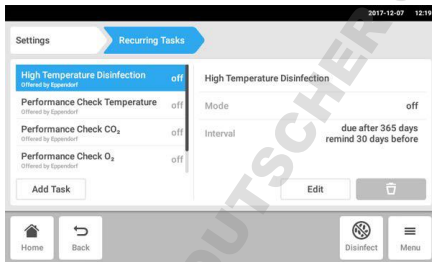 2017-12-07 12:19
Settings
Recurring Tasks
High Temperature Disinfection off
Offered by Eppendorf
Performance Check Temperature off
Offered by Eppendorf
Performance Check CO₂ off
Offered by Eppendorf
Performance Check O₂ off
Offered by Eppendorf
Add Task
High Temperature Disinfection
Mode off
Interval due after 365 days
remind 30 days before
Edit
Home
Back
Disinfect
Menu
OUTSCHER